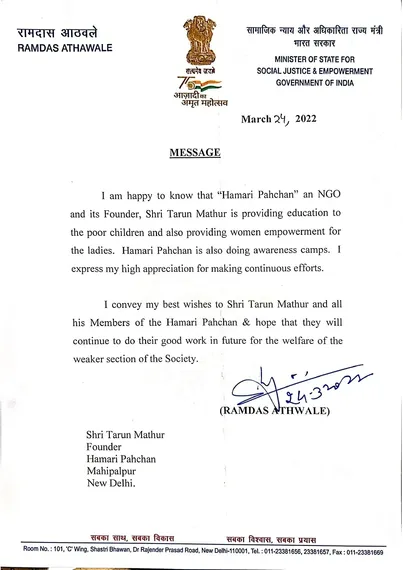 रामदास आठवले
RAMDAS ATHAWALE
सत्यमेव जयते
75
आज़ादी का
अमृत महोत्सव
सामाजिक न्याय और अधिकारिता राज्य मंत्री
भारत सरकार
MINISTER OF STATE FOR
SOCIAL JUSTICE & EMPOWERMENT
GOVERNMENT OF INDIA
March 24, 2022
MESSAGE
I am happy to know that “Hamari Pahchan” an NGO
and its Founder, Shri Tarun Mathur is providing education to
the poor children and also providing women empowerment for
the ladies. Hamari Pahchan is also doing awareness camps. I
express my high appreciation for making continuous efforts.
I convey my best wishes to Shri Tarun Mathur and all
his Members of the Hamari Pahchan & hope that they will
continue to do their good work in future for the welfare of the
weaker section of the Society.
24-3-2022
(RAMDAS ATHWALE)
Shri Tarun Mathur
Founder
Hamari Pahchan
Mahipalpur
New Delhi.
सबका साथ, सबका विकास सबका विश्वास, सबका प्रयास
Room No. : 101, 'C' Wing, Shastri Bhawan, Dr Rajender Prasad Road, New Delhi-110001, Tel. : 011-23381656, 23381657, Fax : 011-23381669